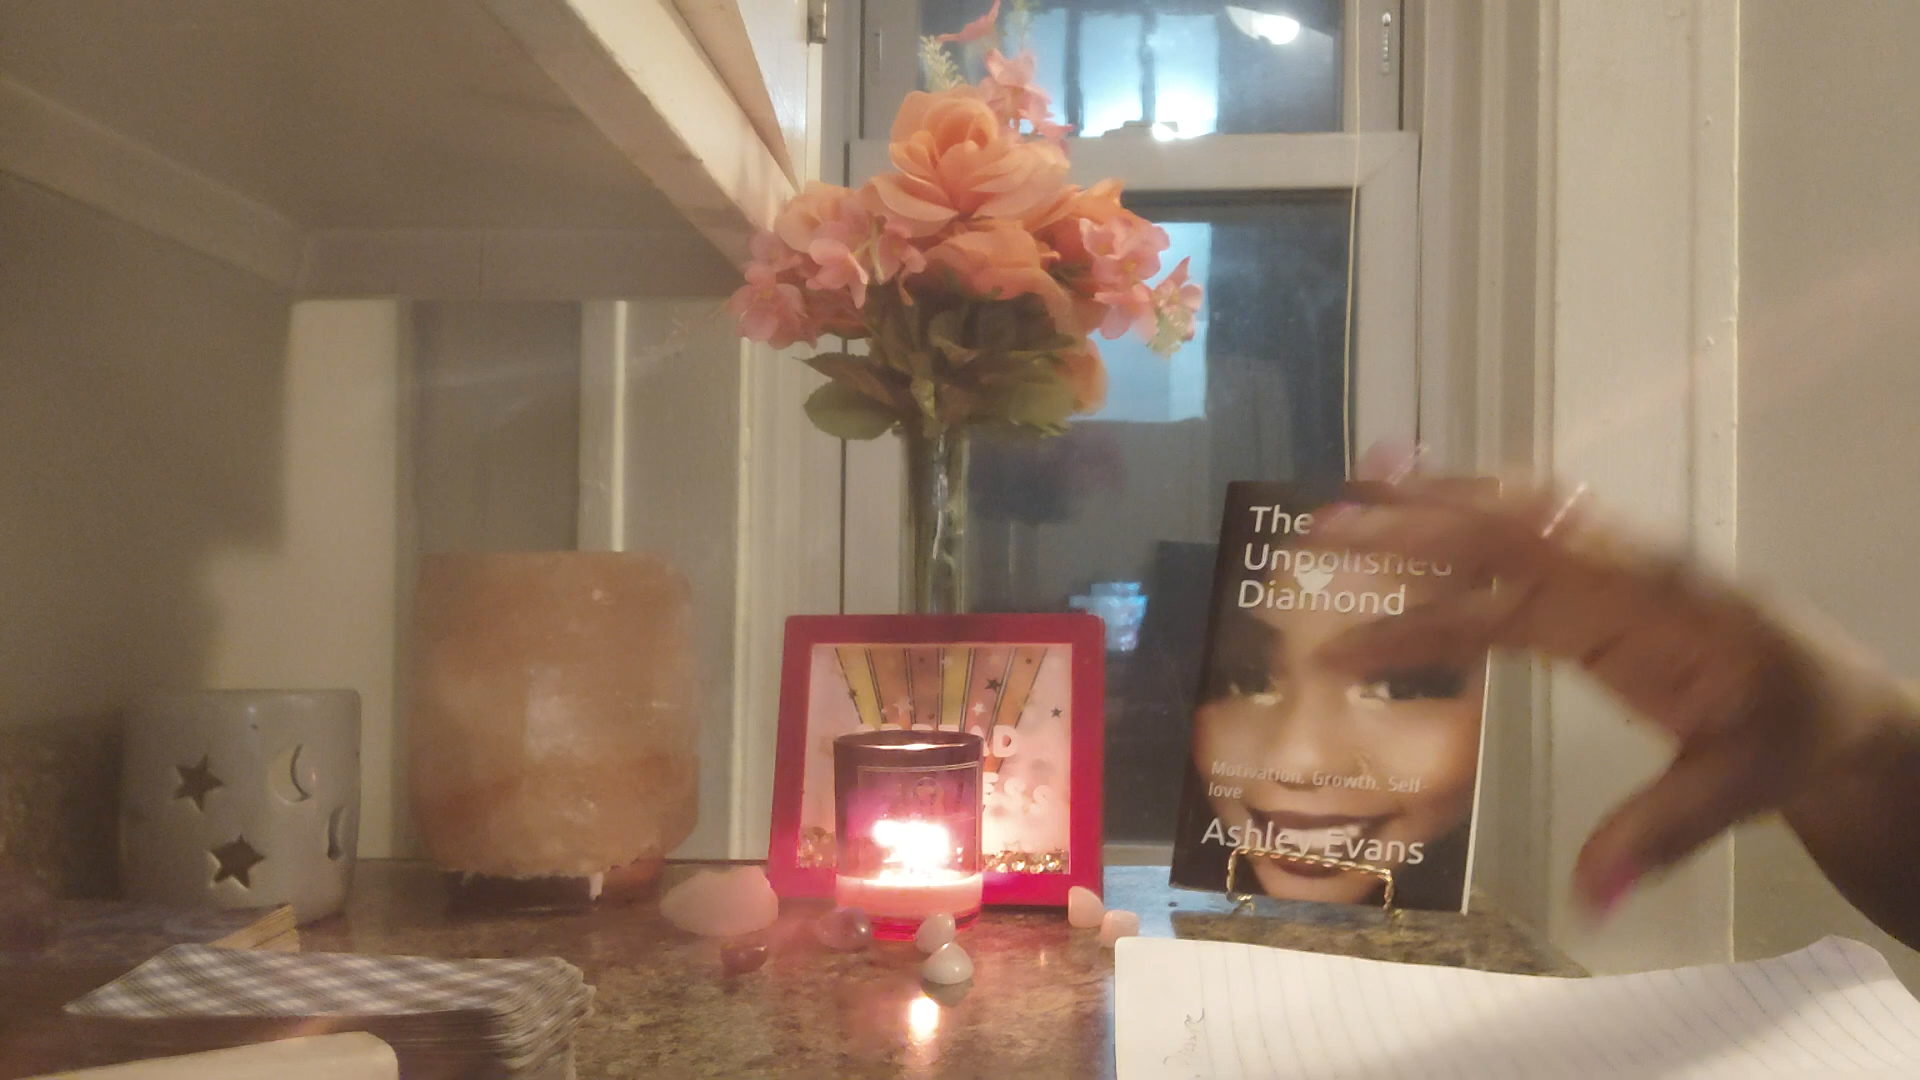 The
Unpolished
Diamond
Motivation. Growth. Self-
love
Ashley Evans